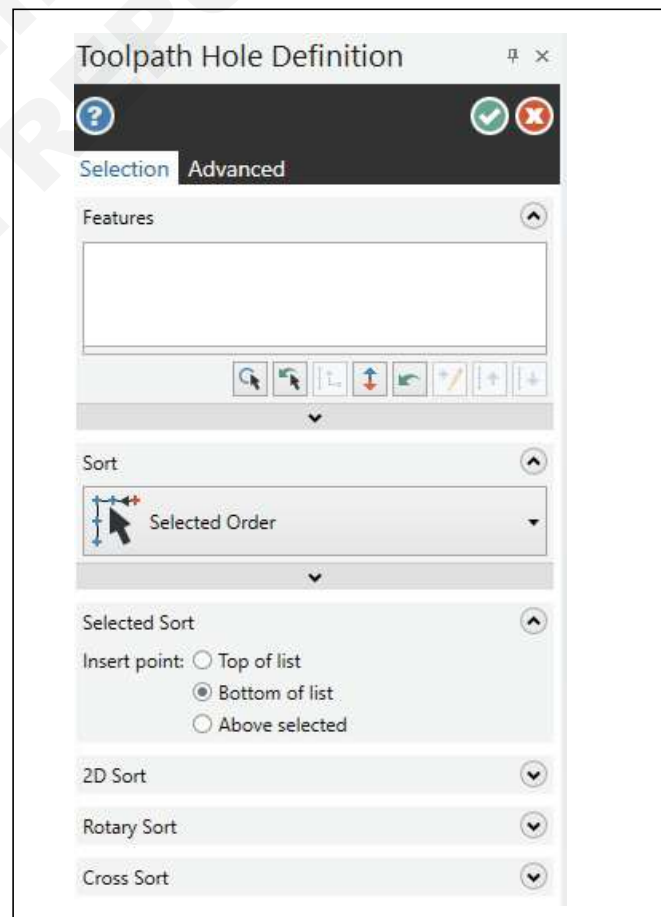 Toolpath Hole Definition
Selection Advanced
Features
Sort
Selected Order
Selected Sort
Insert point: Top of list
Bottom of list
Above selected
2D Sort
Rotary Sort
Cross Sort